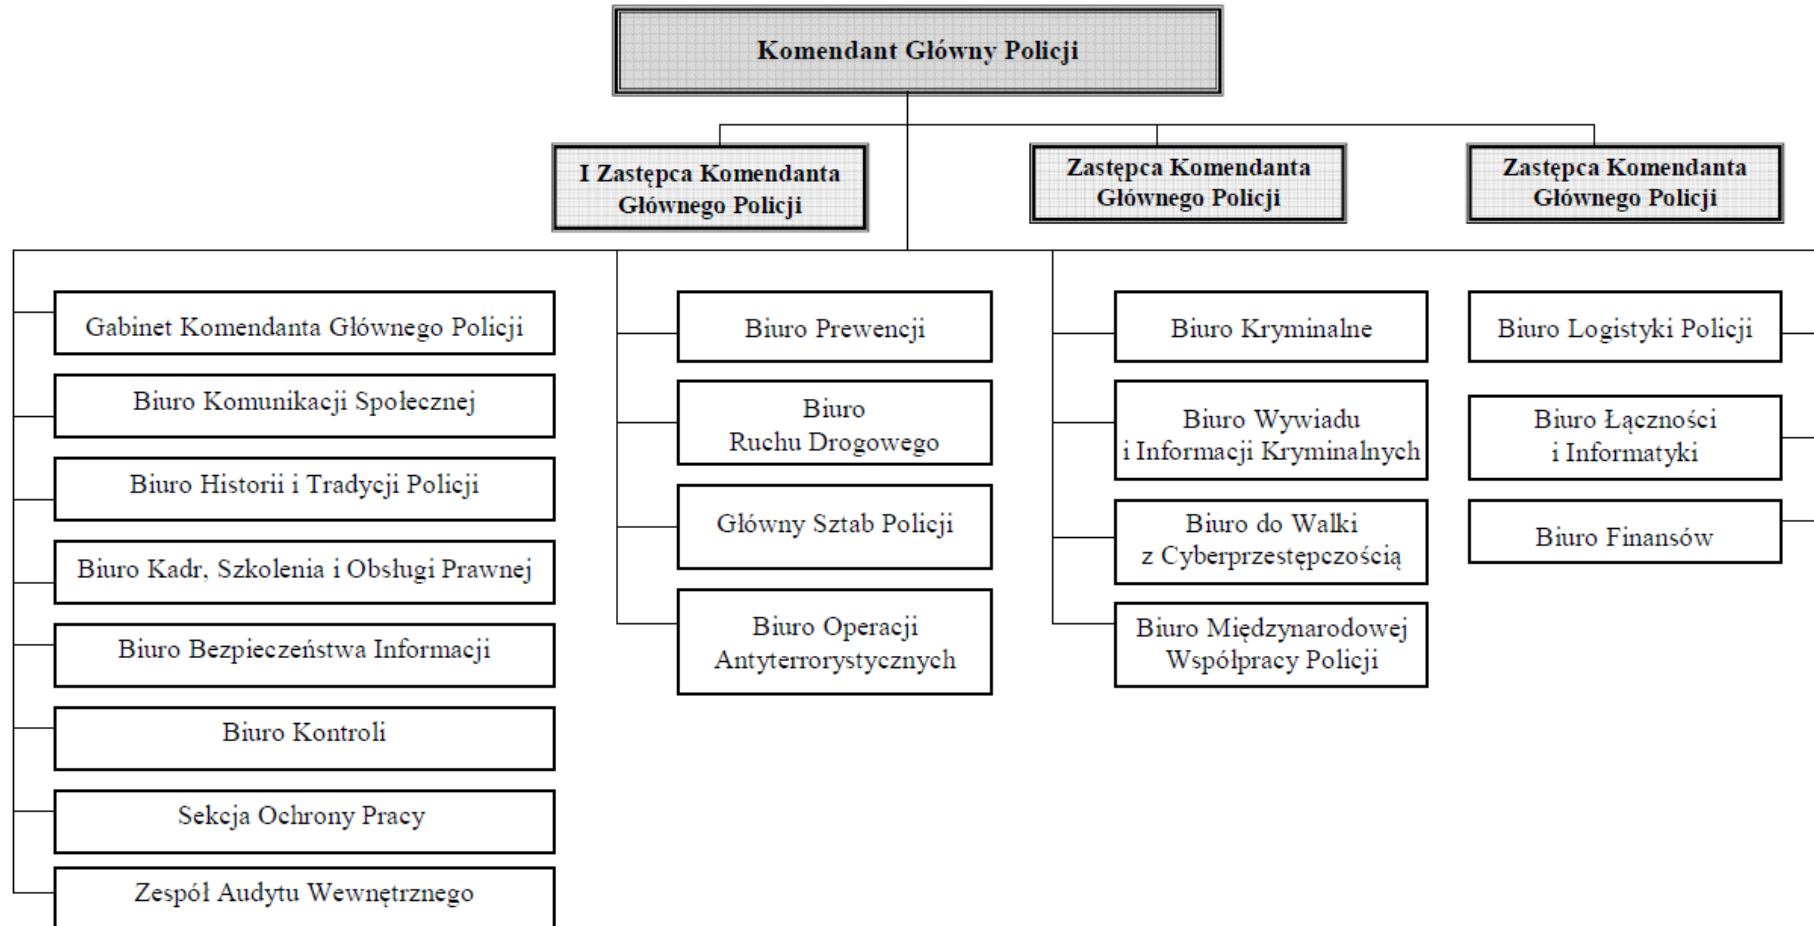 Komendant Główny Policji
I Zastępca Komendanta
Głównego Policji
Zastępca Komendanta
Głównego Policji
Zastępca Komendanta
Głównego Policji
Gabinet Komendanta Głównego Policji
Biuro Komunikacji Społecznej
Biuro Historii i Tradycji Policji
Biuro Kadr, Szkolenia i Obsługi Prawnej
Biuro Bezpieczeństwa Informacji
Biuro Kontroli
Sekcja Ochrony Pracy
Zespół Audytu Wewnętrznego
Biuro Prewencji
Biuro
Ruchu Drogowego
Główny Sztab Policji
Biuro Operacji
Antyterrorystycznych
Biuro Kryminalne
Biuro Wywiadu
i Informacji Kryminalnych
Biuro do Walki
z Cyberprzestępczością
Biuro Międzynarodowej
Współpracy Policji
Biuro Logistyki Policji
Biuro Łączności
i Informatyki
Biuro Finansów